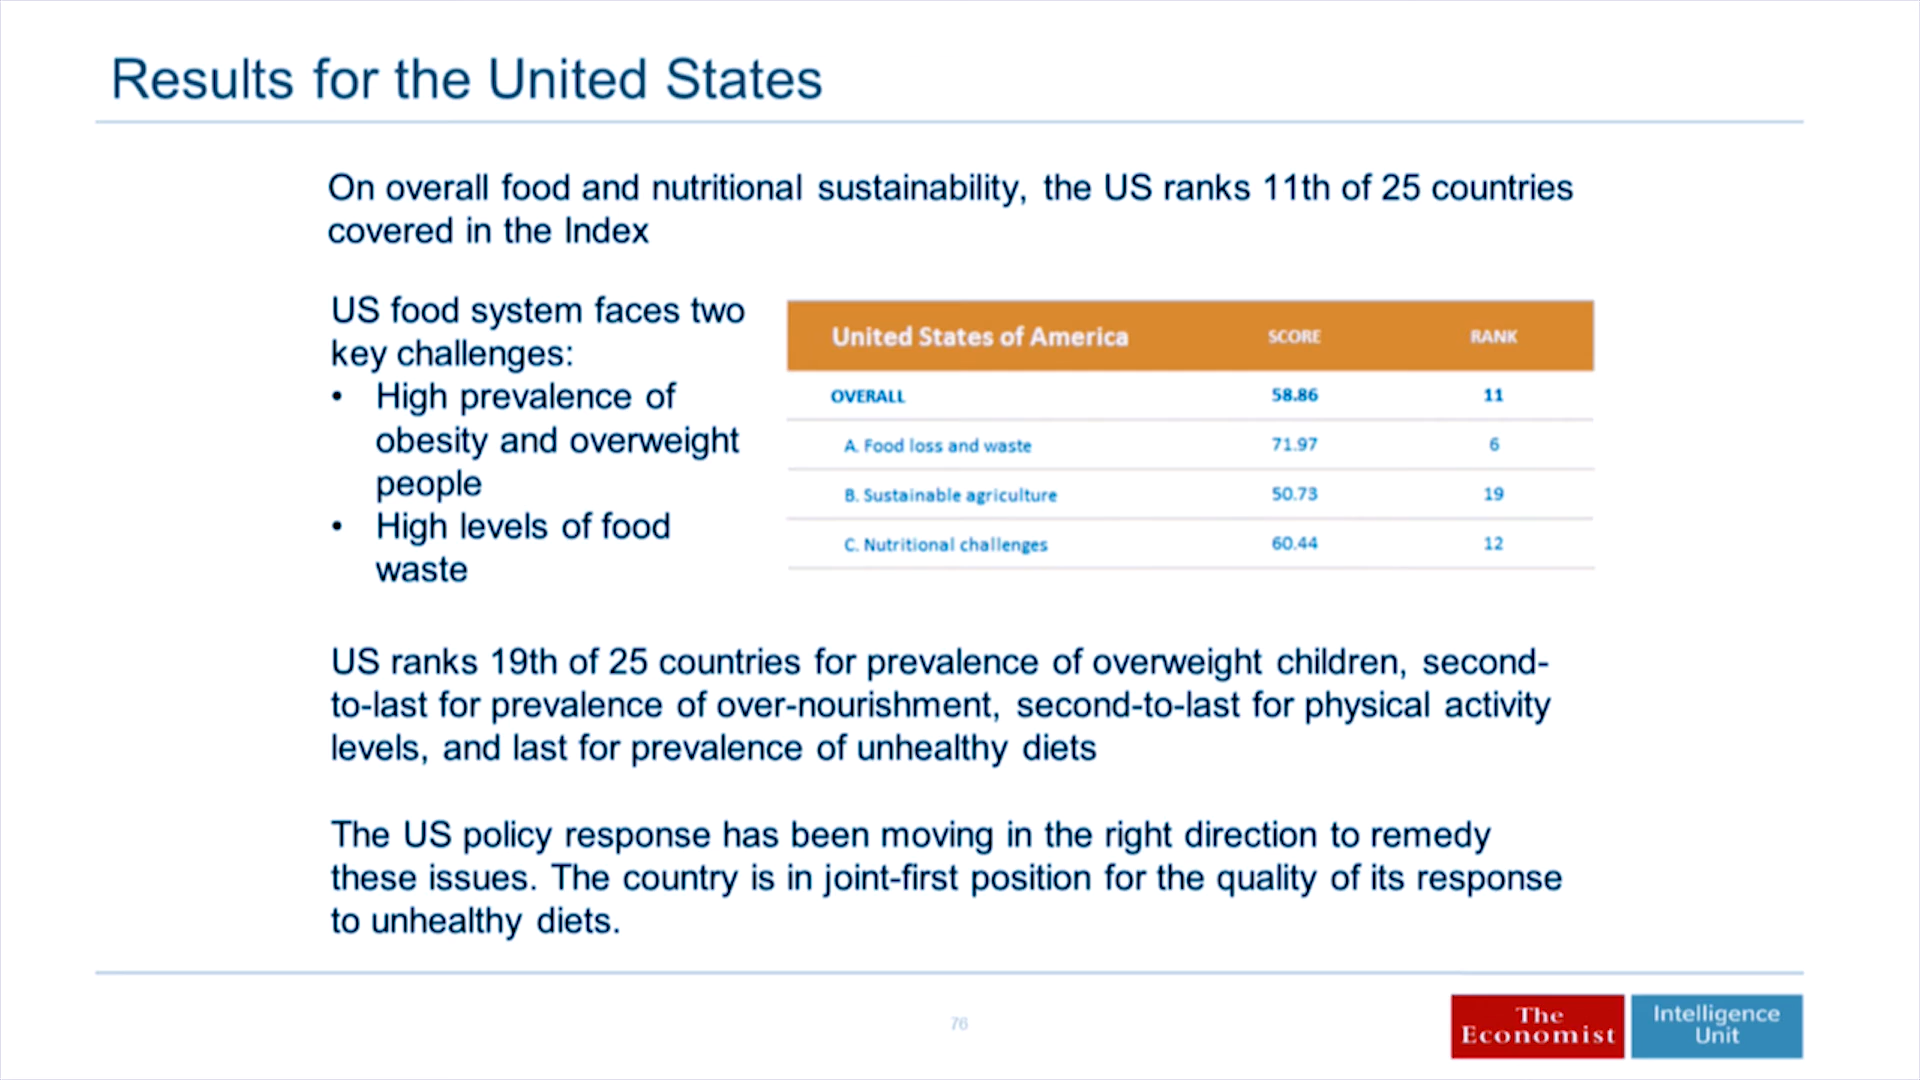 Results for the United States
On overall food and nutritional sustainability, the US ranks 11th of 25 countries
covered in the Index
US food system faces two
key challenges:
• High prevalence of
obesity and overweight
people
• High levels of food
waste
United States of America SCORE RANK
OVERALL 58.86 11
A. Food loss and waste 71.97 6
B. Sustainable agriculture 50.73 19
C. Nutritional challenges 60.44 12
US ranks 19th of 25 countries for prevalence of overweight children, second-
to-last for prevalence of over-nourishment, second-to-last for physical activity
levels, and last for prevalence of unhealthy diets
The US policy response has been moving in the right direction to remedy
these issues. The country is in joint-first position for the quality of its response
to unhealthy diets.
76
The
Economist
Intelligence
Unit